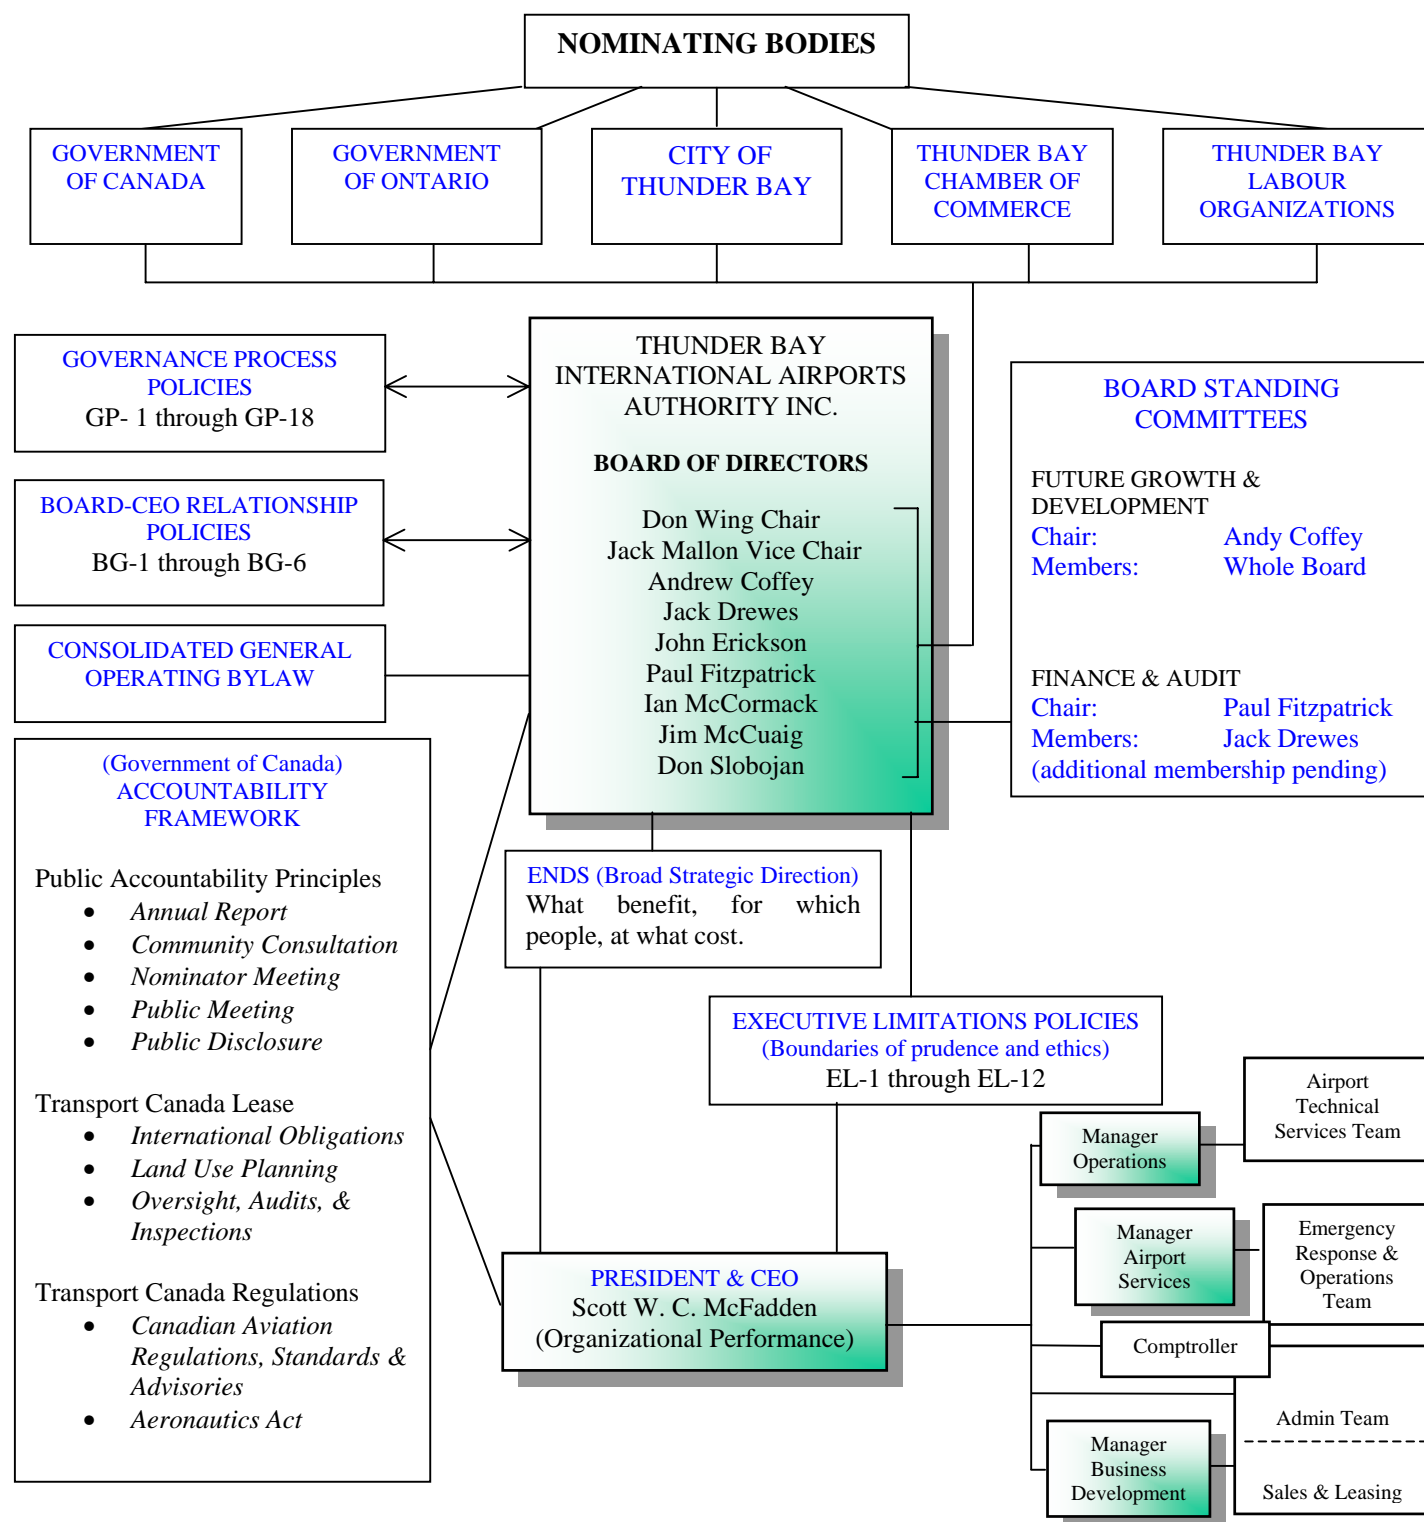 NOMINATING BODIES
GOVERNMENT
OF CANADA
GOVERNMENT
OF ONTARIO
CITY OF
THUNDER BAY
THUNDER BAY
CHAMBER OF
COMMERCE
THUNDER BAY
LABOUR
ORGANIZATIONS
GOVERNANCE PROCESS
POLICIES
GP- 1 through GP-18
BOARD-CEO RELATIONSHIP
POLICIES
BG-1 through BG-6
CONSOLIDATED GENERAL
OPERATING BYLAW
THUNDER BAY
INTERNATIONAL AIRPORTS
AUTHORITY INC.
BOARD OF DIRECTORS
Don Wing Chair
Jack Mallon Vice Chair
Andrew Coffey
Jack Drewes
John Erickson
Paul Fitzpatrick
Ian McCormack
Jim McCuaig
Don Slobojan
BOARD STANDING
COMMITTEES
FUTURE GROWTH &
DEVELOPMENT
Chair: Andy Coffey
Members: Whole Board
FINANCE & AUDIT
Chair: Paul Fitzpatrick
Members: Jack Drewes
(additional membership pending)
(Government of Canada)
ACCOUNTABILITY
FRAMEWORK
Public Accountability Principles
• Annual Report
• Community Consultation
• Nominator Meeting
• Public Meeting
• Public Disclosure
Transport Canada Lease
• International Obligations
• Land Use Planning
• Oversight, Audits, &
Inspections
Transport Canada Regulations
• Canadian Aviation
Regulations, Standards &
Advisories
• Aeronautics Act
ENDS (Broad Strategic Direction)
What benefit, for which
people, at what cost.
EXECUTIVE LIMITATIONS POLICIES
(Boundaries of prudence and ethics)
EL-1 through EL-12
PRESIDENT & CEO
Scott W. C. McFadden
(Organizational Performance)
Manager
Operations
Airport
Technical
Services Team
Manager
Airport
Services
Emergency
Response &
Operations
Team
Comptroller
Admin Team
Manager
Business
Development
Sales & Leasing